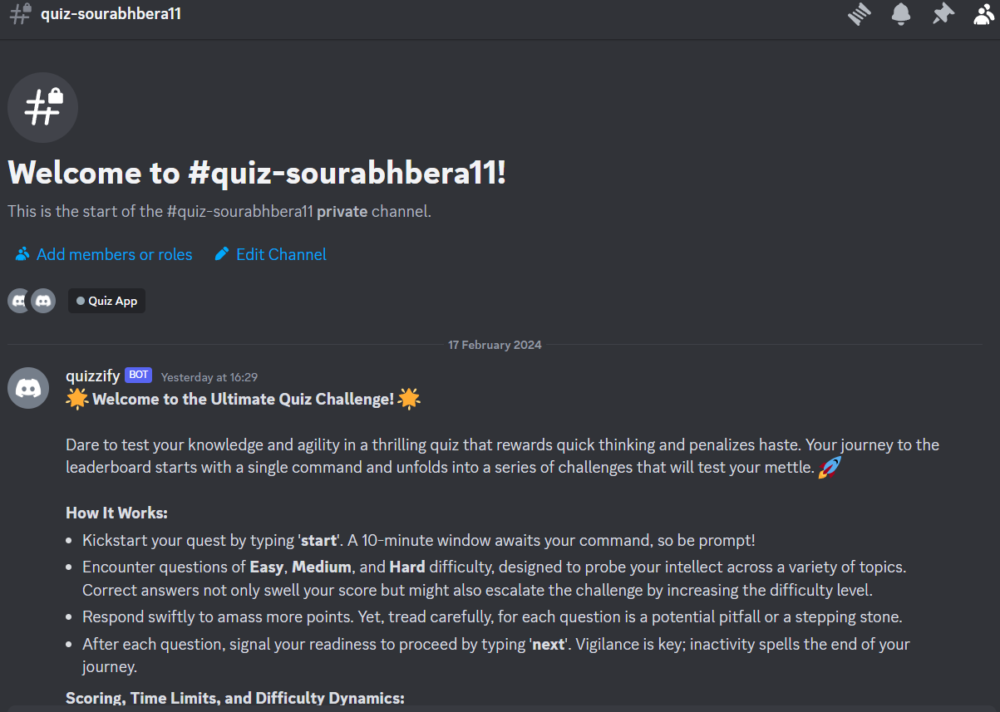 quiz-sourabhbera11
Welcome to #quiz-sourabhbera11!
This is the start of the #quiz-sourabhbera11 private channel.
Add members or roles Edit Channel
Quiz App
17 February 2024
quizzify BOT Yesterday at 16:29
🌟 Welcome to the Ultimate Quiz Challenge! 🌟
Dare to test your knowledge and agility in a thrilling quiz that rewards quick thinking and penalizes haste. Your journey to the
leaderboard starts with a single command and unfolds into a series of challenges that will test your mettle. 🚀
How It Works:
• Kickstart your quest by typing 'start'. A 10-minute window awaits your command, so be prompt!
• Encounter questions of Easy, Medium, and Hard difficulty, designed to probe your intellect across a variety of topics.
Correct answers not only swell your score but might also escalate the challenge by increasing the difficulty level.
• Respond swiftly to amass more points. Yet, tread carefully, for each question is a potential pitfall or a stepping stone.
• After each question, signal your readiness to proceed by typing 'next'. Vigilance is key; inactivity spells the end of your
journey.
Scoring, Time Limits, and Difficulty Dynamics: